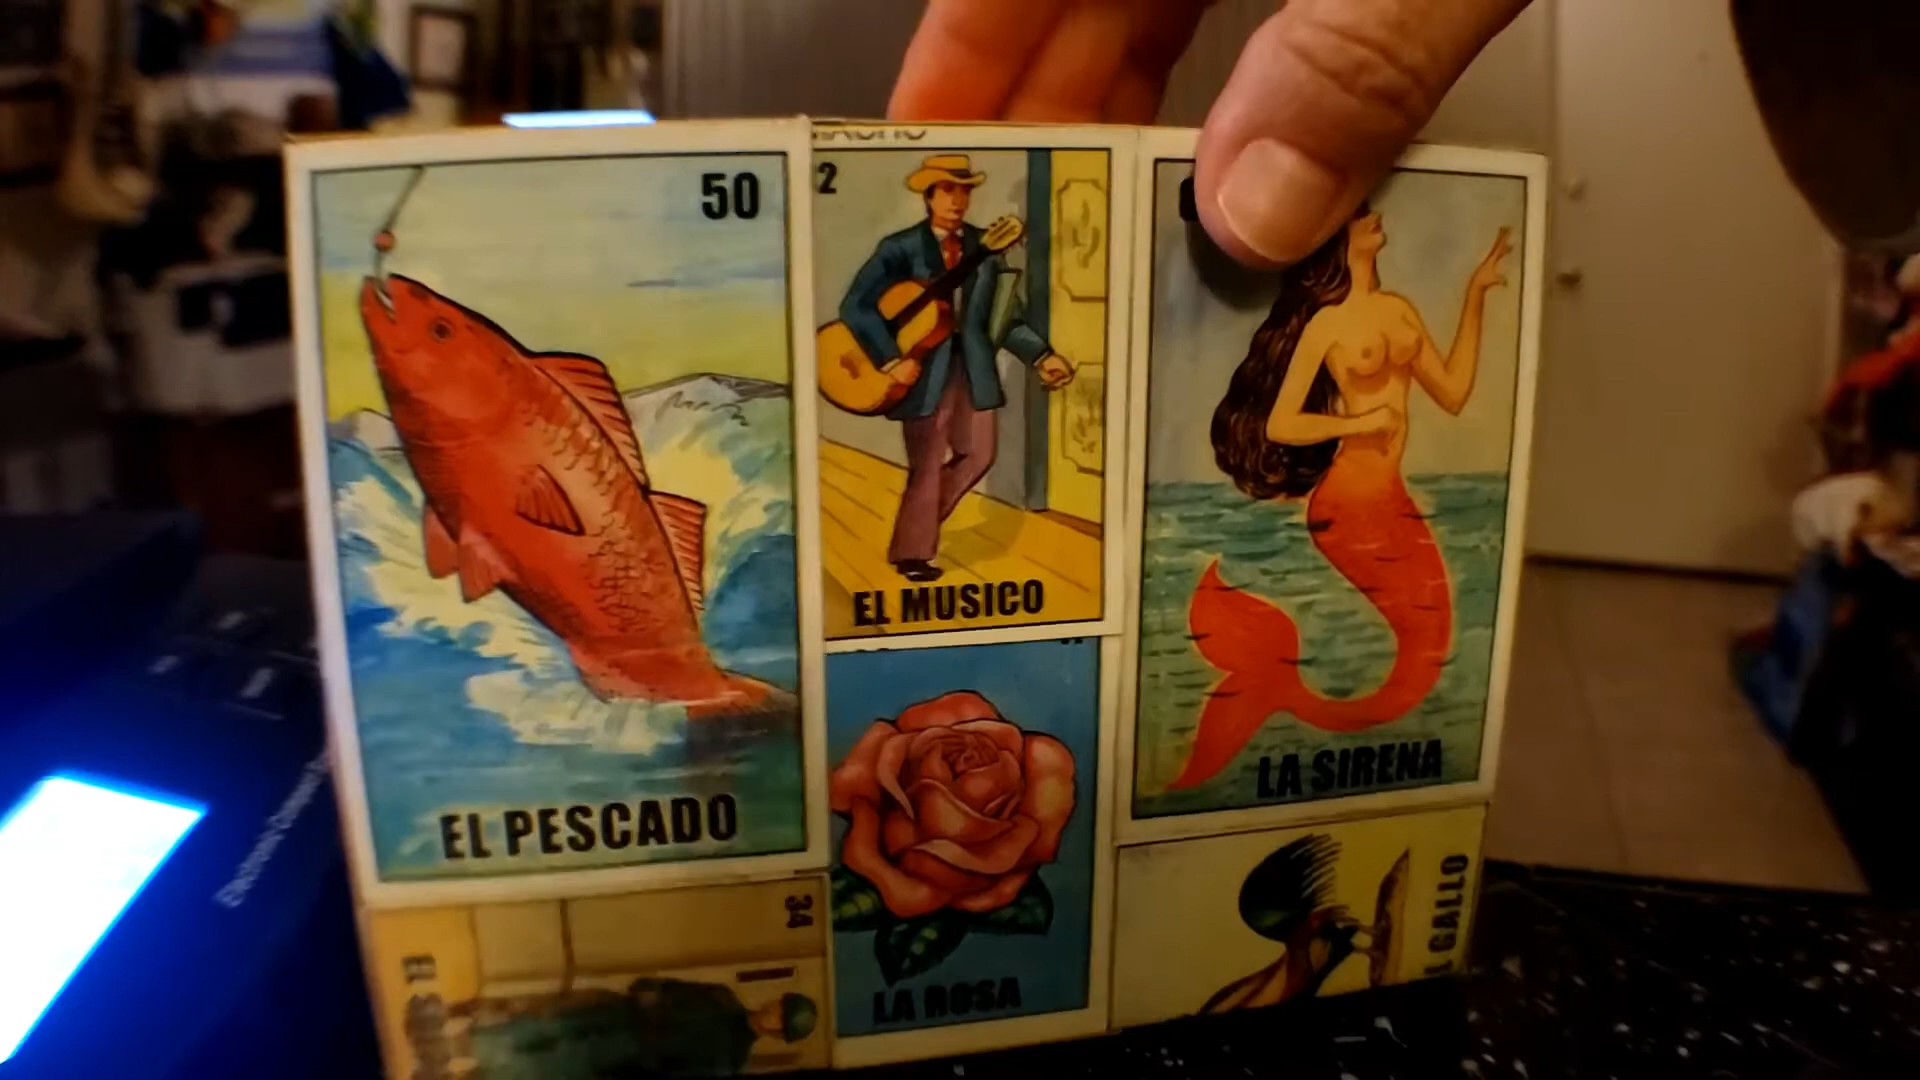 50
EL PESCADO
2
EL MUSICO
LA SIRENA
34
LA ROSA
GALLO